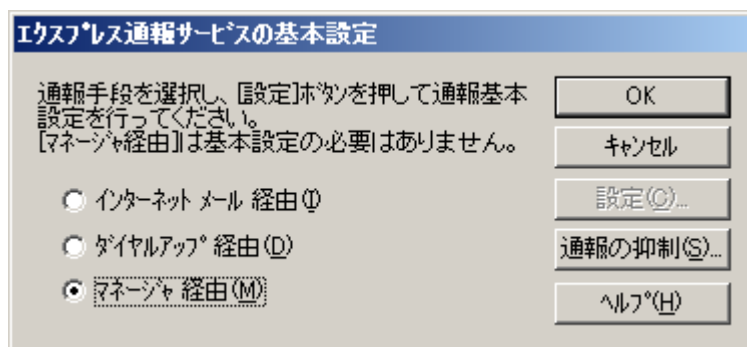 ｴｸｽﾌﾟﾚｽ通報ｻｰﾋﾞｽの基本設定
通報手段を選択し、[設定]ﾎﾞﾀﾝを押して通報基本
設定を行ってください。
[ﾏﾈｰｼﾞｬ経由]は基本設定の必要はありません。
ｲﾝﾀｰﾈｯﾄ ﾒｰﾙ 経由(I)
ﾀﾞｲﾔﾙｱｯﾌﾟ 経由(D)
ﾏﾈｰｼﾞｬ 経由(M)
OK
ｷｬﾝｾﾙ
設定(C)...
通報の抑制(S)...
ﾍﾙﾌﾟ(H)